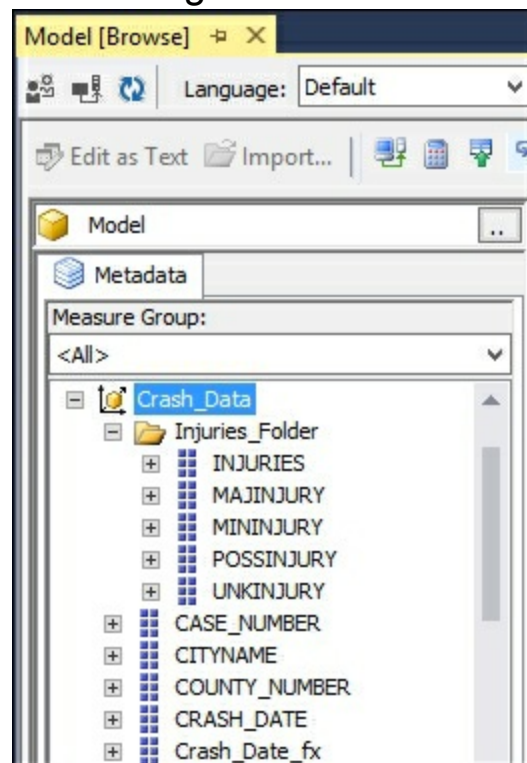 Model [Browse]
Language: Default
Edit as Text Import...
Model ..
Metadata
Measure Group:
<All>
Crash_Data
Injuries_Folder
INJURIES
MAJINJURY
MININJURY
POSSINJURY
UNKINJURY
CASE_NUMBER
CITYNAME
COUNTY_NUMBER
CRASH_DATE
Crash_Date_fx